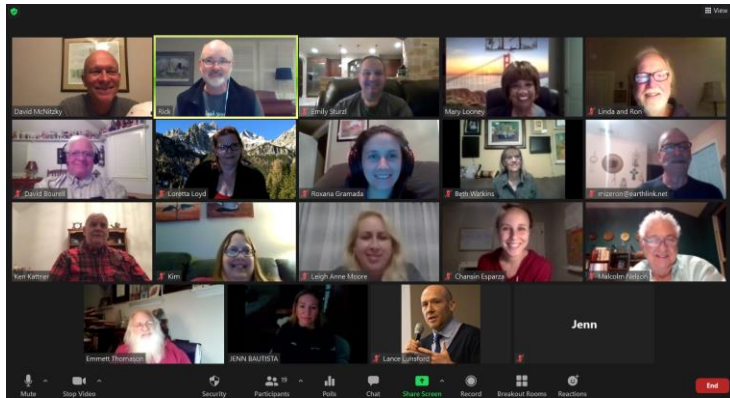 View
David McNitzky
Rick
Emily Sturzl
Mary Looney
Linda and Ron
David Bourell
Loretta Loyd
Roxana Gramada
Beth Watkins
mizeron@earthlink.net
Ken Kattner
Kim
Leigh Anne Moore
Chansin Esparza
Malcolm Nelson
Emmett Thomason
JENN BAUTISTA
Lance Lunsford
Jenn
Mute
Stop Video
Security
Participants
19
Polls
Chat
Share Screen
Record
Breakout Rooms
Reactions
End